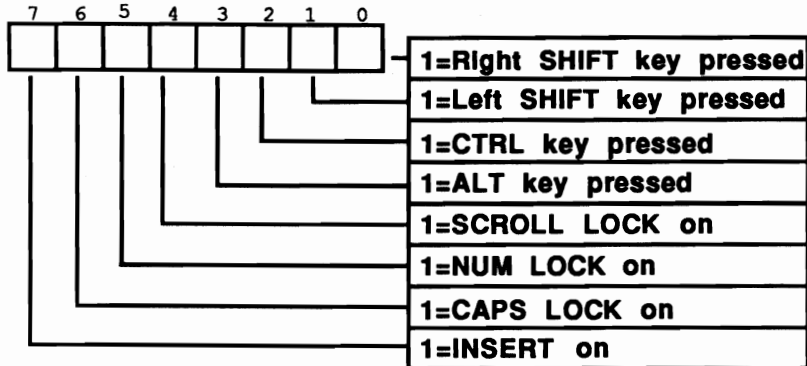 7 6 5 4 3 2 1 0
1=Right SHIFT key pressed
1=Left SHIFT key pressed
1=CTRL key pressed
1=ALT key pressed
1=SCROLL LOCK on
1=NUM LOCK on
1=CAPS LOCK on
1=INSERT on